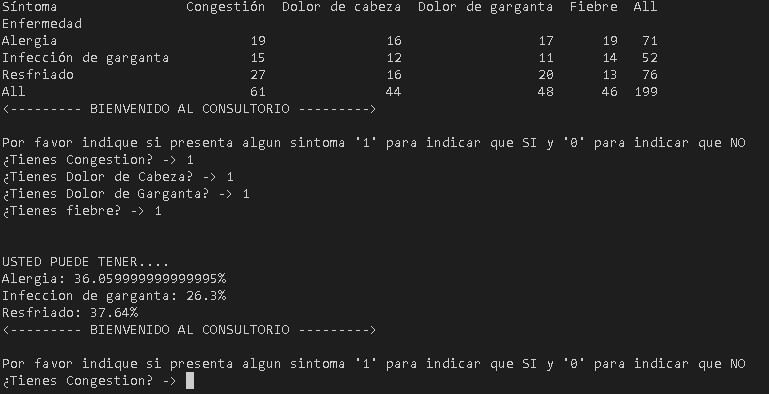 Síntoma Congestión Dolor de cabeza Dolor de garganta Fiebre All
Enfermedad
Alergia 19 16 17 19 71
Infección de garganta 15 12 11 14 52
Resfriado 27 16 20 13 76
All 61 44 48 46 199
<--------- BIENVENIDO AL CONSULTORIO --------->
Por favor indique si presenta algun sintoma '1' para indicar que SI y '0' para indicar que NO
¿Tienes Congestion? -> 1
¿Tienes Dolor de Cabeza? -> 1
¿Tienes Dolor de Garganta? -> 1
¿Tienes fiebre? -> 1
USTED PUEDE TENER....
Alergia: 36.059999999999995%
Infeccion de garganta: 26.3%
Resfriado: 37.64%
<--------- BIENVENIDO AL CONSULTORIO --------->
Por favor indique si presenta algun sintoma '1' para indicar que SI y '0' para indicar que NO
¿Tienes Congestion? ->